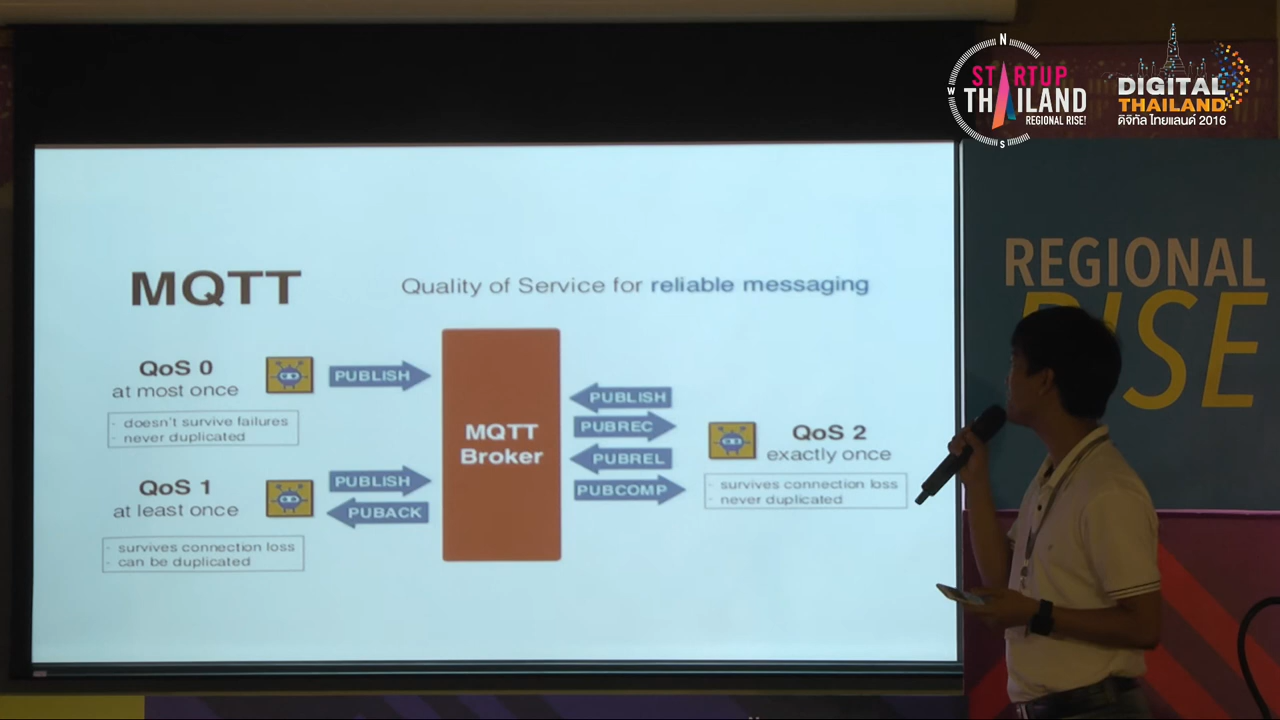 N
W
S
STARTUP
THAILAND
REGIONAL RISE!
DIGITAL
THAILAND
ดิจิทัล ไทยแลนด์ 2016
REGIONAL
RISE
MQTT
Quality of Service for reliable messaging
QoS 0
at most once
- doesn't survive failures
- never duplicated
PUBLISH
QoS 1
at least once
- survives connection loss
- can be duplicated
PUBLISH
PUBACK
MQTT
Broker
PUBLISH
PUBREC
PUBREL
PUBCOMP
QoS 2
exactly once
- survives connection loss
- never duplicated